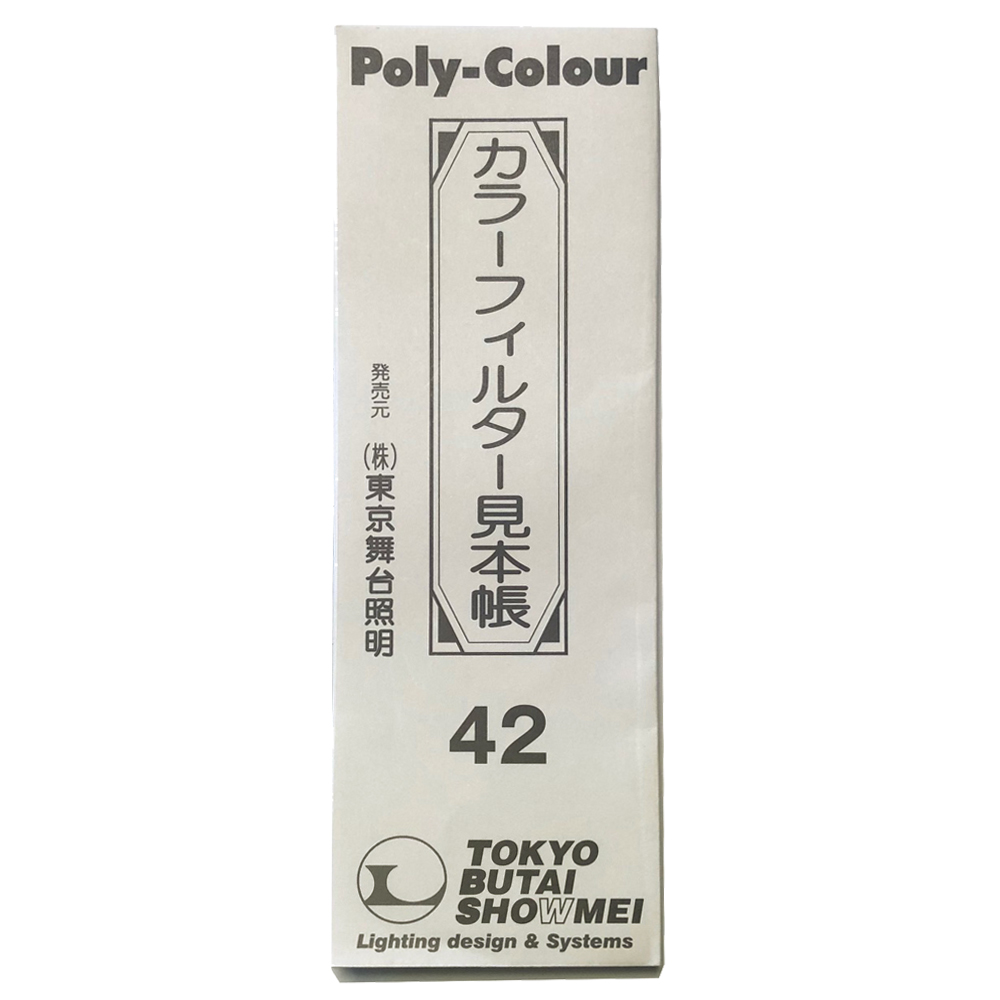 Poly-Colour
カラーフィルター見本帳
発売元 (株)東京舞台照明
42
TOKYO
BUTAI
SHOWMEI
Lighting design & Systems